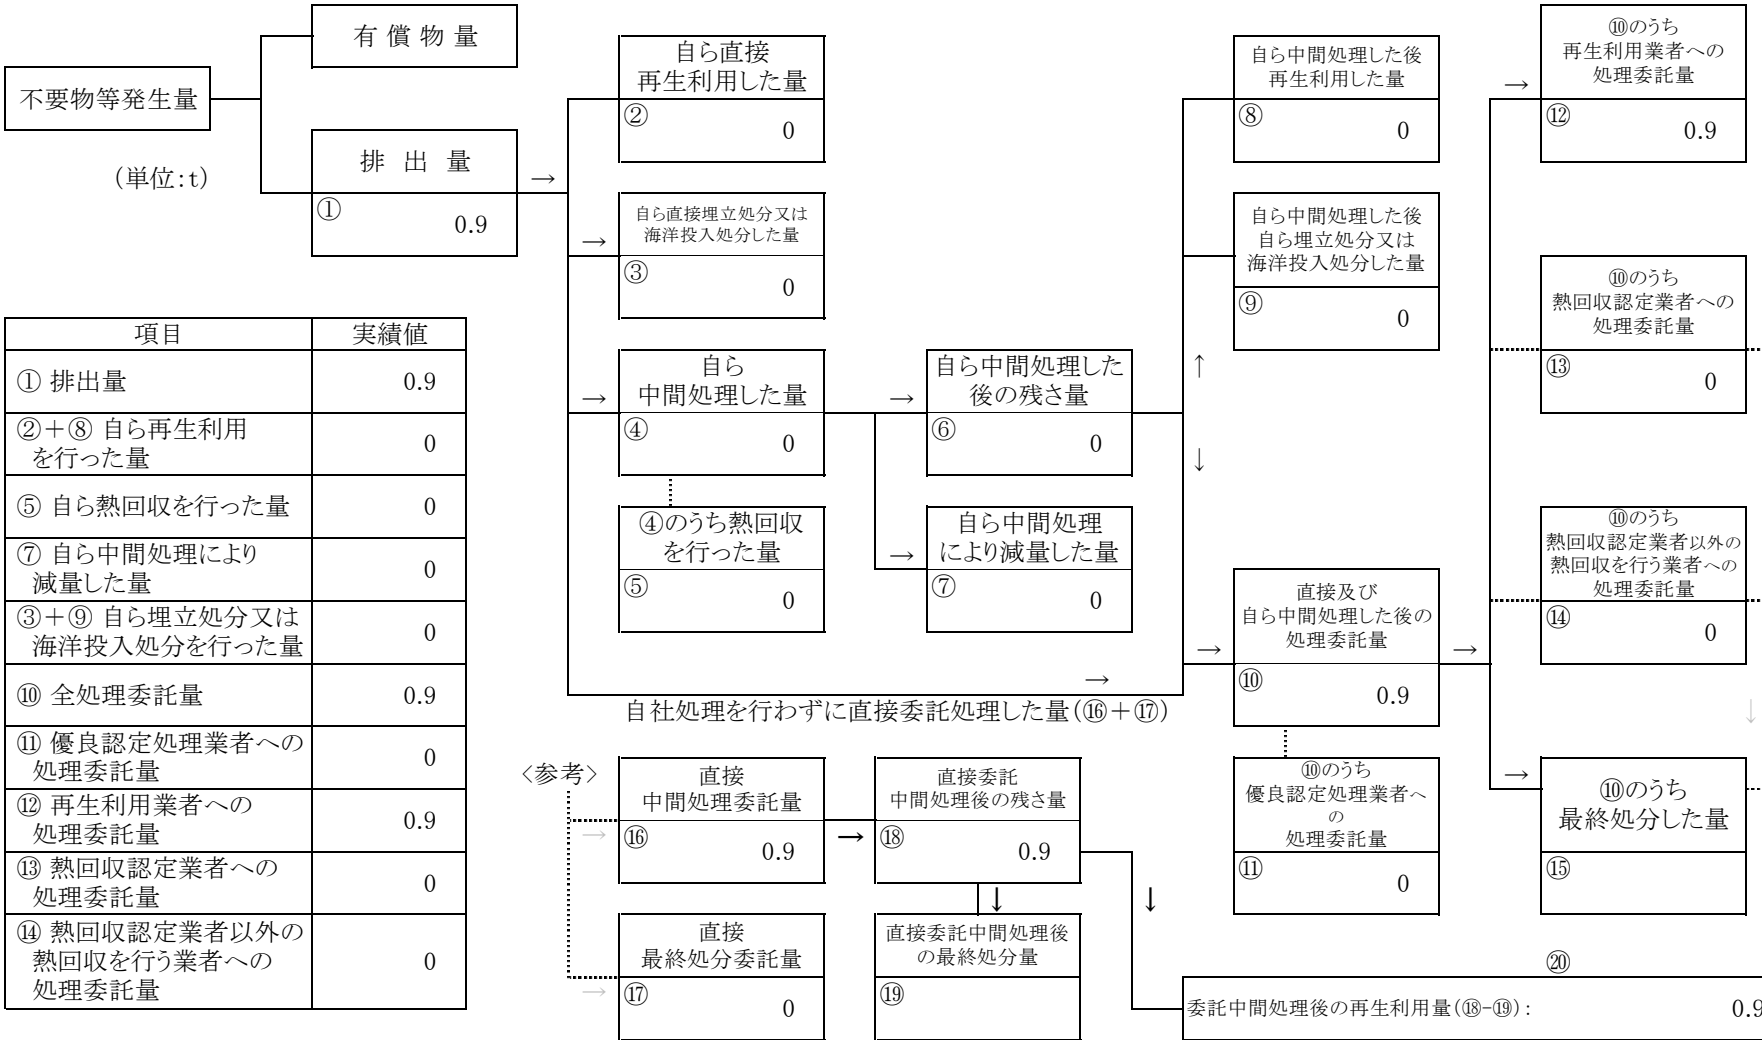 有 償 物 量
不要物等発生量
排 出 量
① 0.9
(単位:t)
→
自ら直接
再生利用した量
② 0
→
自ら直接埋立処分又は
海洋投入処分した量
③ 0
→
自ら
中間処理した量
④ 0
④のうち熱回収
を行った量
⑤ 0
→
自ら中間処理した
後の残さ量
⑥ 0
→
自ら中間処理
により減量した量
⑦ 0
↑
↓
自ら中間処理した後
再生利用した量
⑧ 0
自ら中間処理した後
自ら埋立処分又は
海洋投入処分した量
⑨ 0
→
直接及び
自ら中間処理した後の
処理委託量
⑩ 0.9
→
⑩のうち
優良認定処理業者へ
の
処理委託量
⑪ 0
→
⑩のうち
再生利用業者への
処理委託量
⑫ 0.9
⑩のうち
熱回収認定業者への
処理委託量
⑬ 0
⑩のうち
熱回収認定業者以外の
熱回収を行う業者への
処理委託量
⑭ 0
↓
→
⑩のうち
最終処分した量
⑮
→
自社処理を行わずに直接委託処理した量(⑯+⑰)
<参考>
→
直接
中間処理委託量
⑯ 0.9
→
直接委託
中間処理後の残さ量
⑱ 0.9
↓
↓
→
直接
最終処分委託量
⑰ 0
直接委託中間処理後
の最終処分量
⑲
⑳
委託中間処理後の再生利用量(⑱-⑲): 0.9
項目 実績値
① 排出量 0.9
②+⑧ 自ら再生利用
を行った量 0
⑤ 自ら熱回収を行った量 0
⑦ 自ら中間処理により
減量した量 0
③+⑨ 自ら埋立処分又は
海洋投入処分を行った量 0
⑩ 全処理委託量 0.9
⑪ 優良認定処理業者への
処理委託量 0
⑫ 再生利用業者への
処理委託量 0.9
⑬ 熱回収認定業者への
処理委託量 0
⑭ 熱回収認定業者以外の
熱回収を行う業者への
処理委託量 0